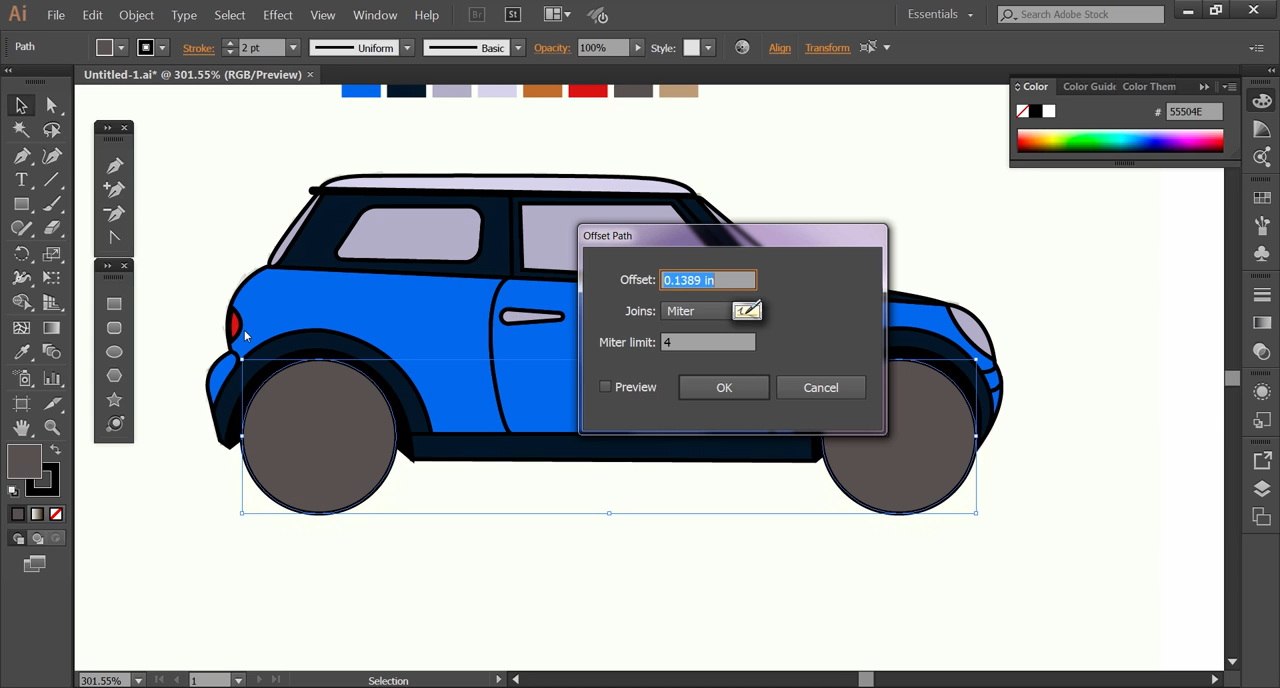 Ai File Edit Object Type Select Effect View Window Help Br St Essentials Search Adobe Stock
Path Stroke: 2 pt Uniform Basic Opacity: 100% Style: Align Transform
Untitled-1.ai* @ 301.55% (RGB/Preview) ×
Color Color Guide Color Them
# 55504E
Offset Path
Offset: 0.1389 in
Joins: Miter
Miter limit: 4
Preview OK Cancel
301.55% 1 Selection